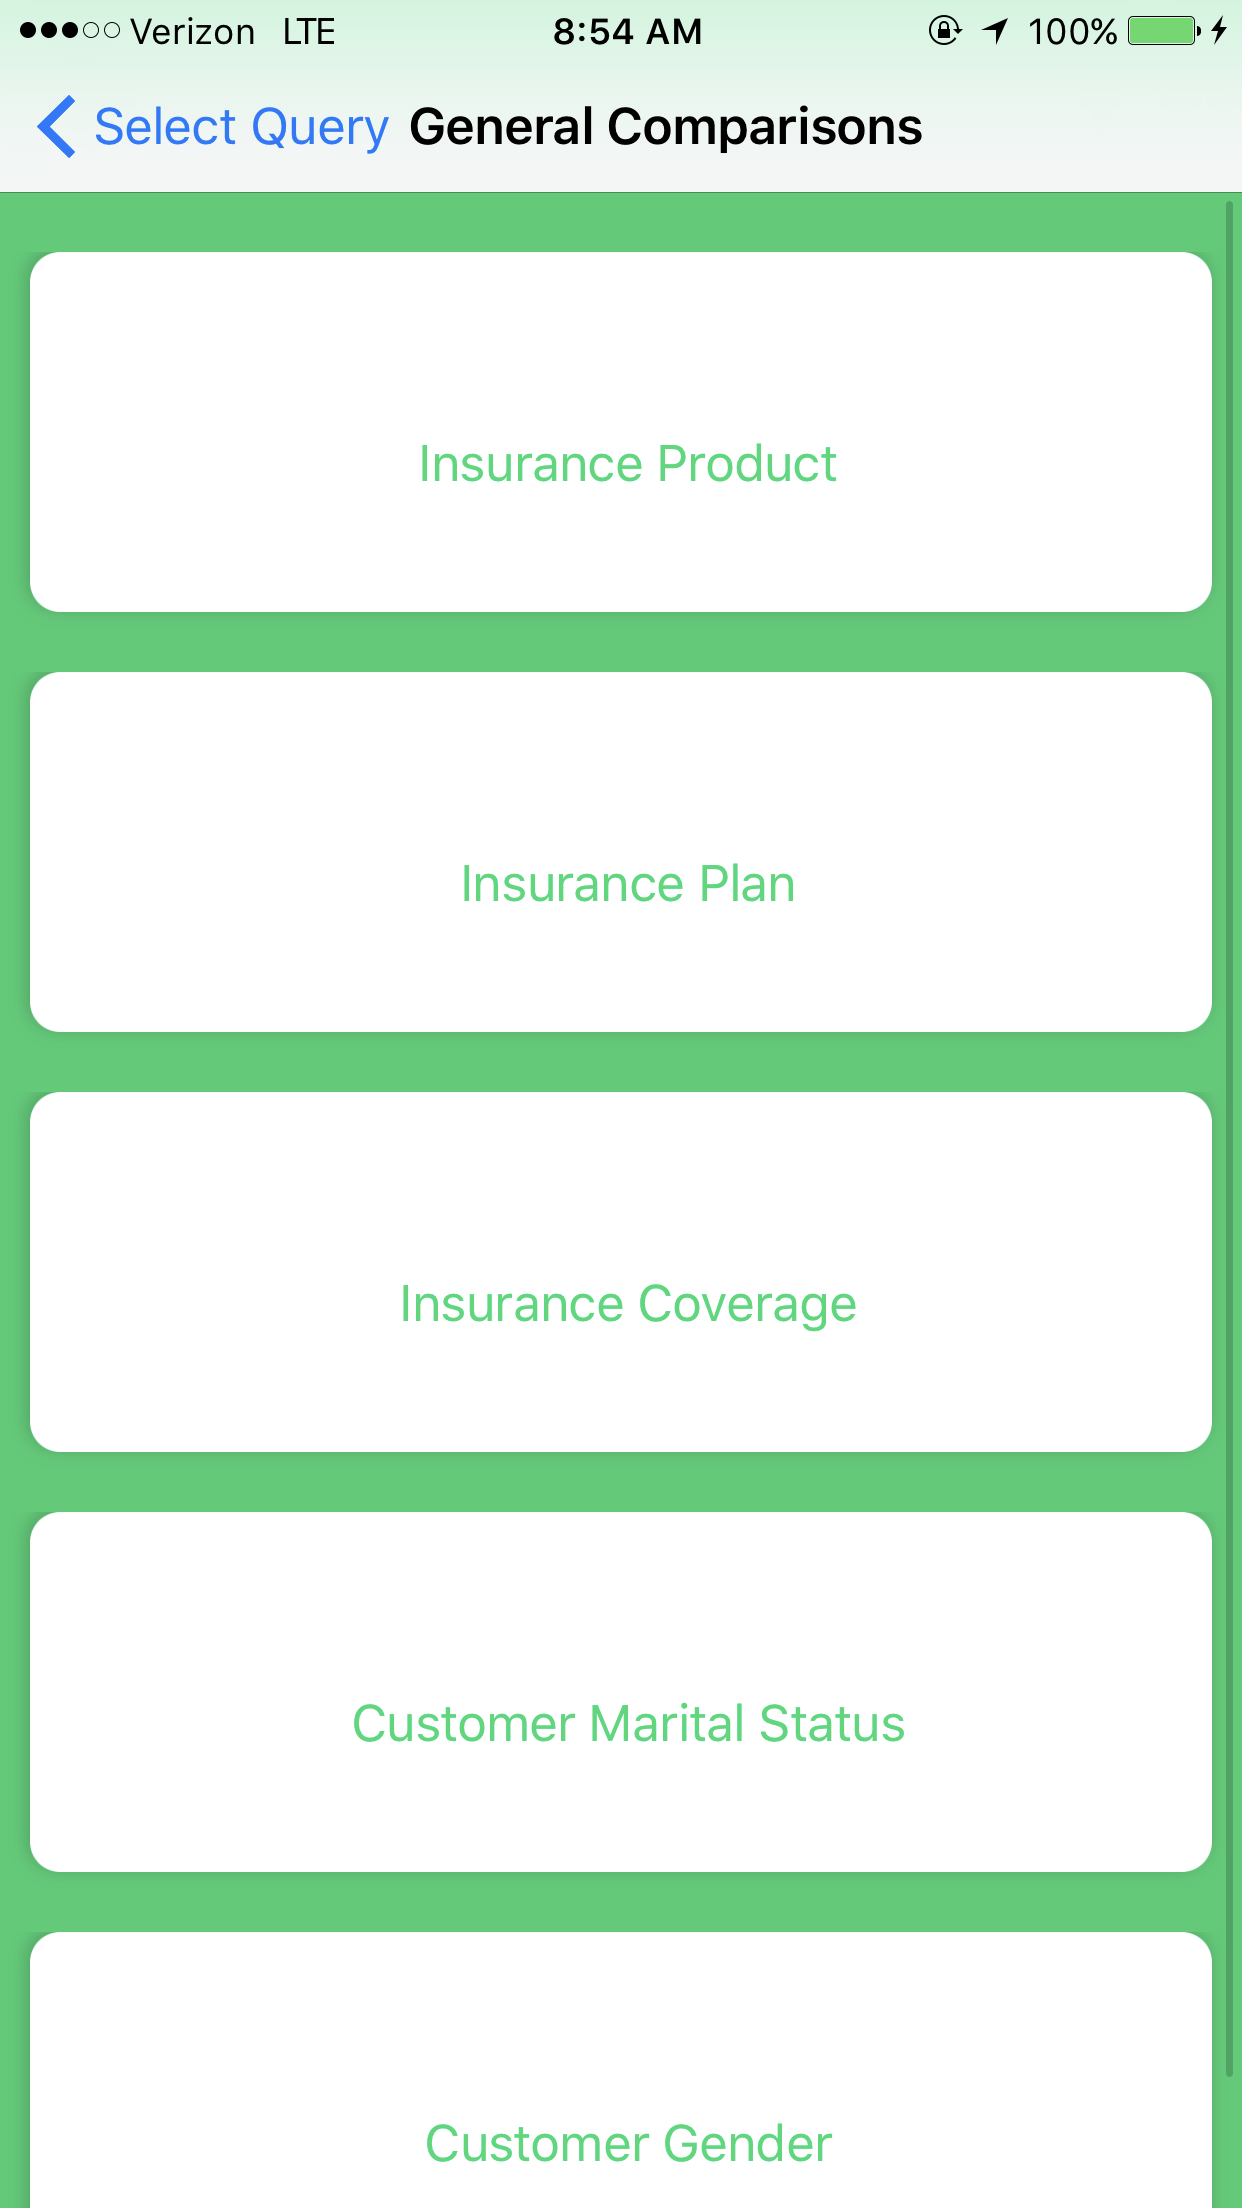 Verizon LTE 8:54 AM 100%
Select Query General Comparisons
Insurance Product
Insurance Plan
Insurance Coverage
Customer Marital Status
Customer Gender